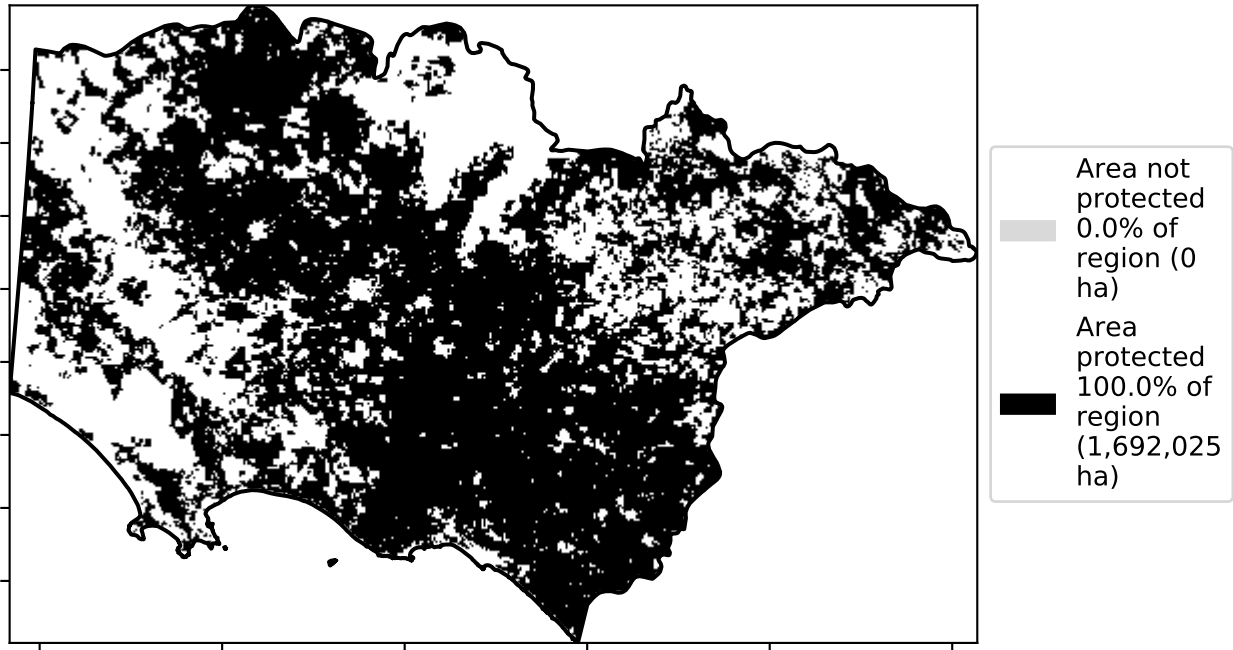 Area not
protected
0.0% of
region (0
ha)
Area
protected
100.0% of
region
(1,692,025
ha)